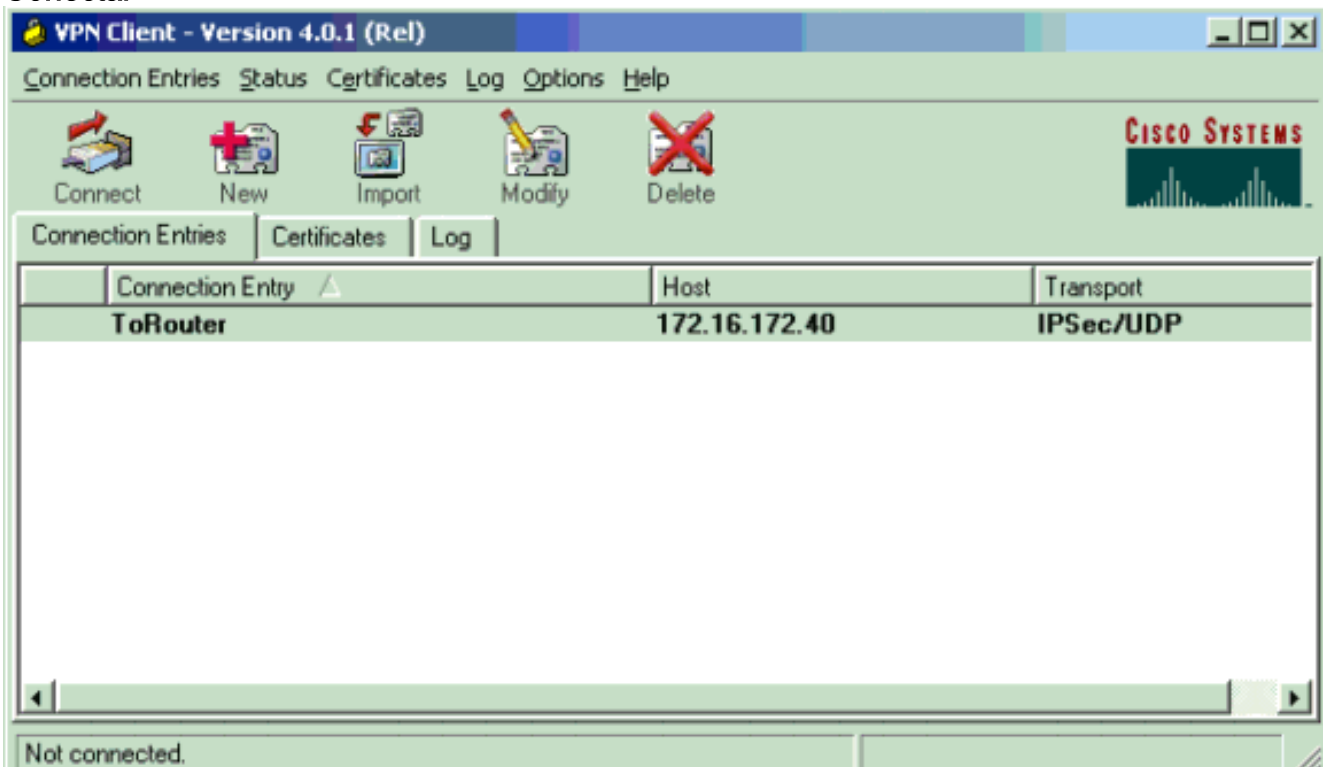 VPN Client - Version 4.0.1 (Rel)
Connection Entries Status Certificates Log Options Help
CISCO SYSTEMS
Connect New Import Modify Delete
Connection Entries Certificates Log
Connection Entry Host Transport
ToRouter 172.16.172.40 IPSec/UDP
Not connected.